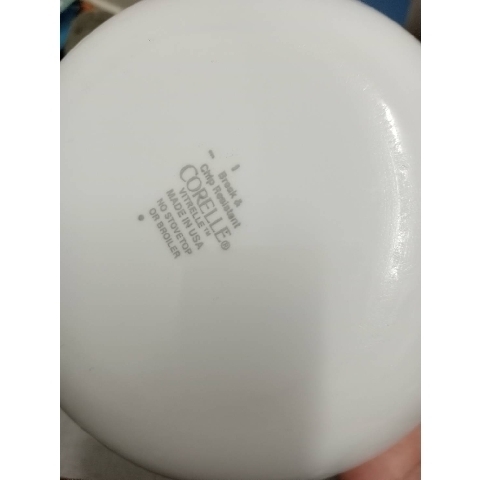 Break &
Chip Resistant
CORELLE®
VITRELLE™
MADE IN USA
NO STOVETOP
OR BROILER